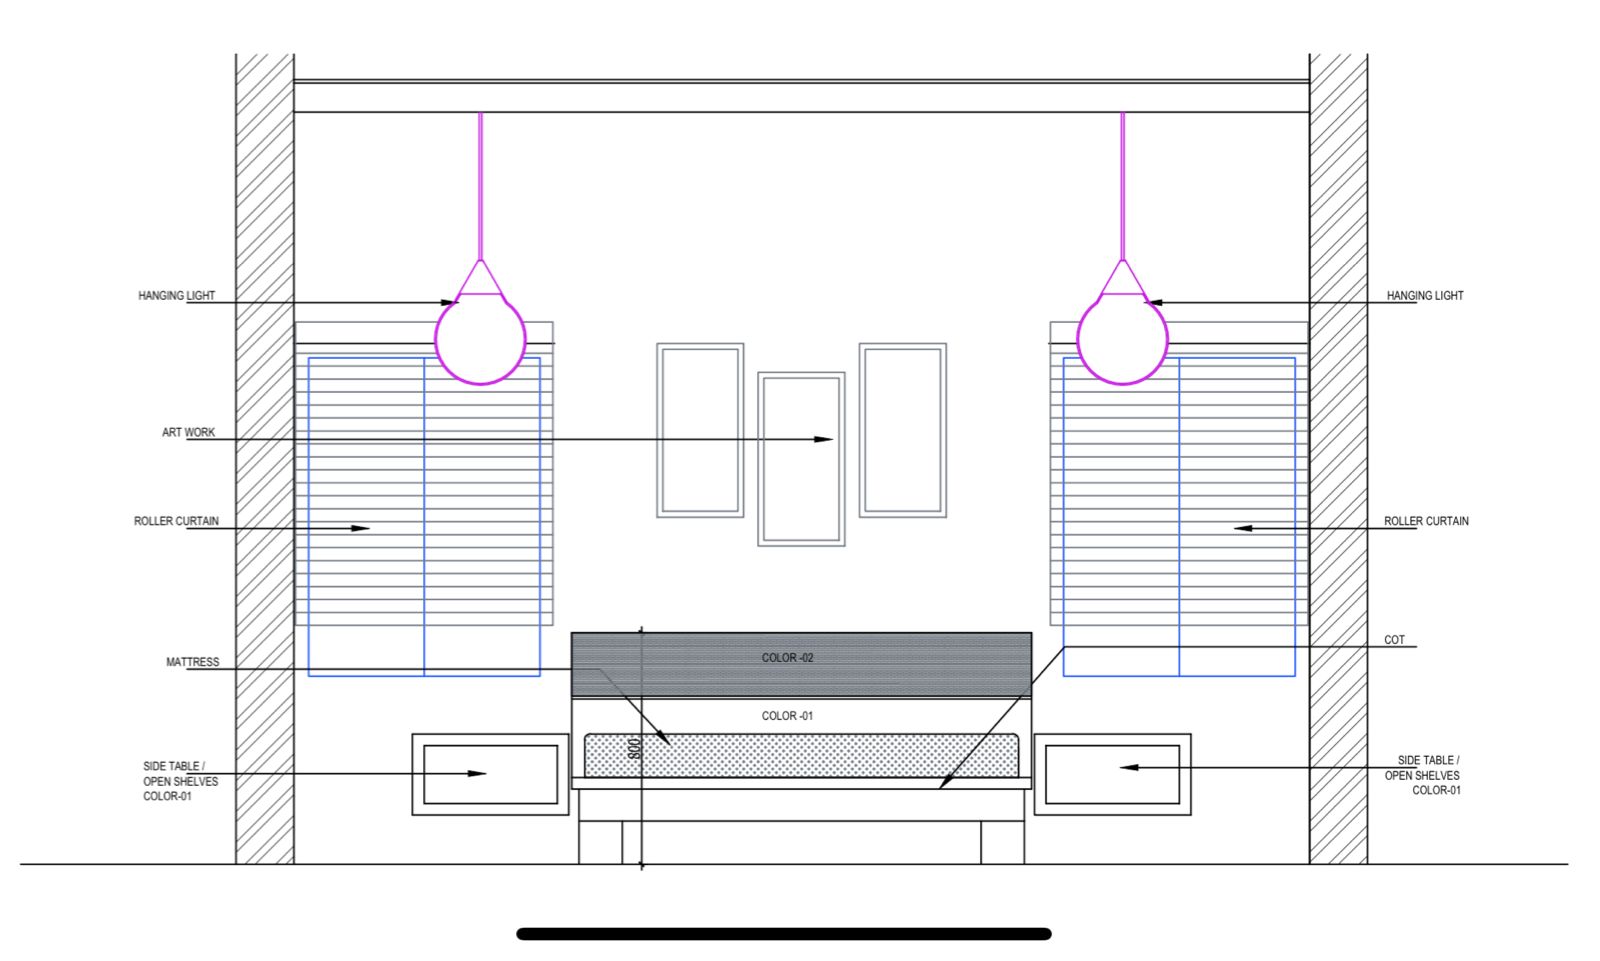 HANGING LIGHT
HANGING LIGHT
ART WORK
ROLLER CURTAIN
ROLLER CURTAIN
COT
COLOR -02
MATTRESS
COLOR -01
800
SIDE TABLE /
OPEN SHELVES
COLOR-01
SIDE TABLE /
OPEN SHELVES
COLOR-01